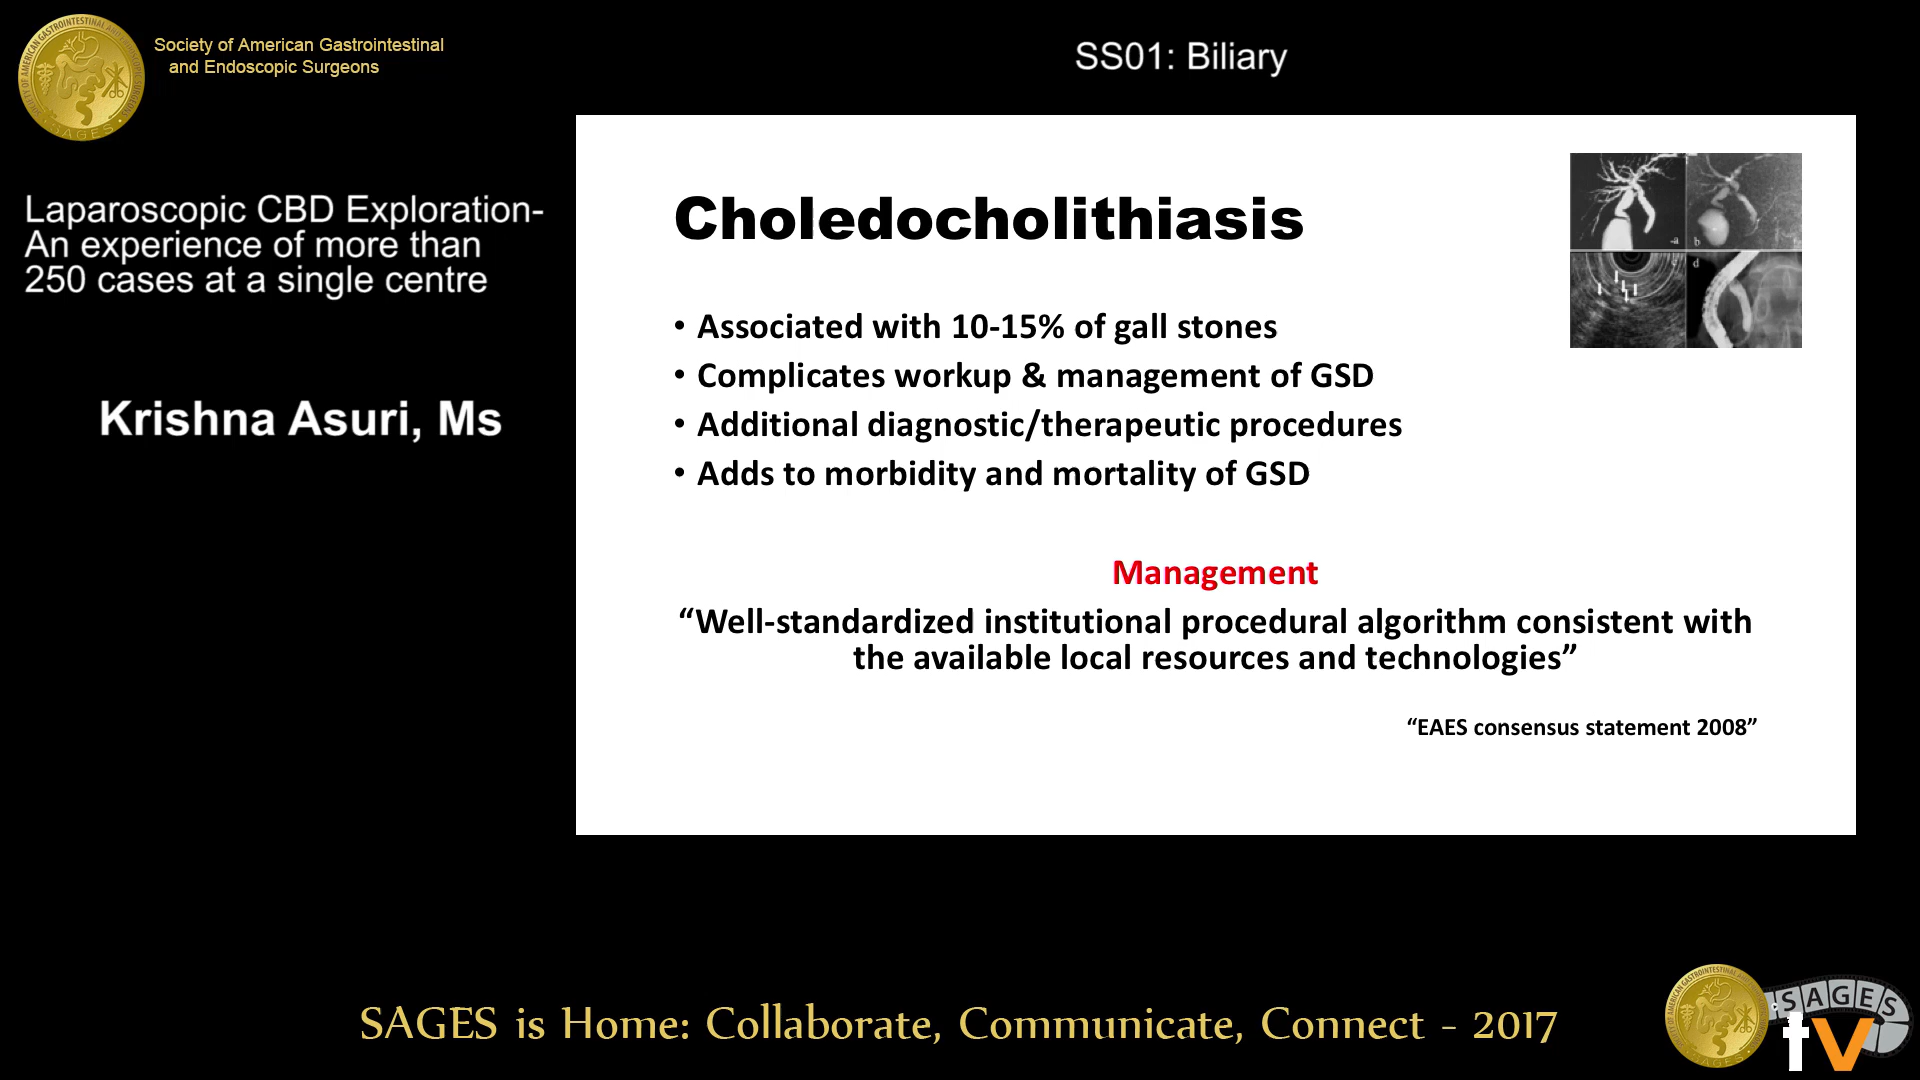 Society of American Gastrointestinal
and Endoscopic Surgeons
SS01: Biliary
Laparoscopic CBD Exploration-
An experience of more than
250 cases at a single centre
Krishna Asuri, Ms
Choledocholithiasis
• Associated with 10-15% of gall stones
• Complicates workup & management of GSD
• Additional diagnostic/therapeutic procedures
• Adds to morbidity and mortality of GSD
Management
“Well-standardized institutional procedural algorithm consistent with
the available local resources and technologies”
“EAES consensus statement 2008”
a
b
d
SAGES is Home: Collaborate, Communicate, Connect - 2017
SAGES
tv
SAGES